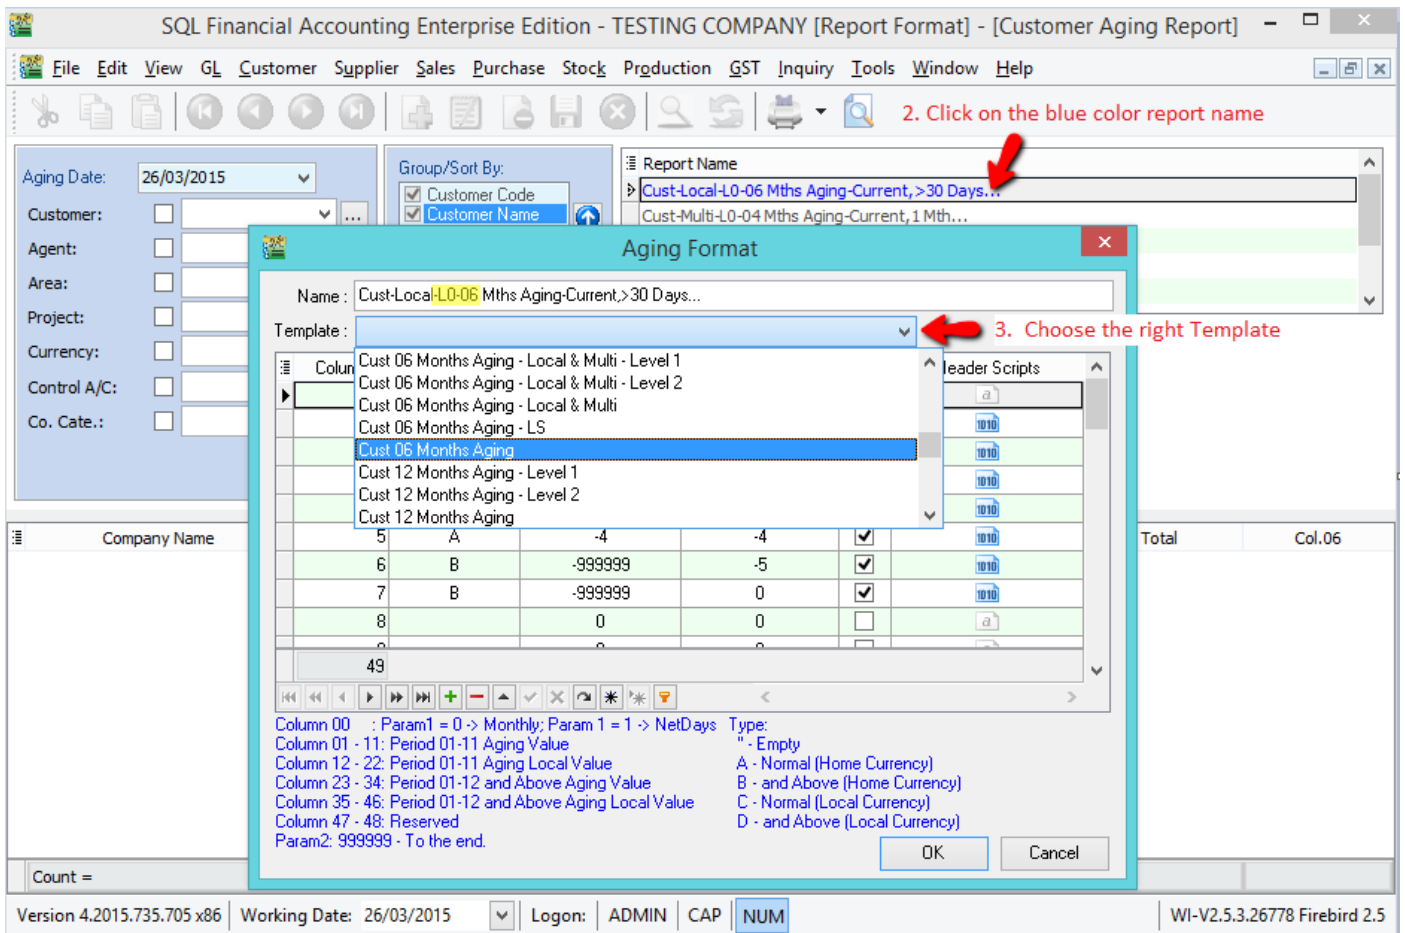 SQL Financial Accounting Enterprise Edition - TESTING COMPANY [Report Format] - [Customer Aging Report]
File Edit View GL Customer Supplier Sales Purchase Stock Production GST Inquiry Tools Window Help
2. Click on the blue color report name
Aging Date: 26/03/2015
Customer:
Agent:
Area:
Project:
Currency:
Control A/C:
Co. Cate.:
Group/Sort By:
Customer Code
Customer Name
Report Name
Cust-Local-L0-06 Mths Aging-Current,>30 Days...
Cust-Multi-L0-04 Mths Aging-Current,1 Mth...
Aging Format
Name : Cust-Local-L0-06 Mths Aging-Current,>30 Days...
Template :
3. Choose the right Template
Colum
eader Scripts
Cust 06 Months Aging - Local & Multi - Level 1
Cust 06 Months Aging - Local & Multi - Level 2
Cust 06 Months Aging - Local & Multi
Cust 06 Months Aging - LS
Cust 06 Months Aging
Cust 12 Months Aging - Level 1
Cust 12 Months Aging - Level 2
Cust 12 Months Aging
5 A -4 -4
6 B -999999 -5
7 B -999999 0
8 0 0
49
Column 00 : Param1 = 0 -> Monthly; Param 1 = 1 -> NetDays Type:
Column 01 - 11: Period 01-11 Aging Value '' - Empty
Column 12 - 22: Period 01-11 Aging Local Value A - Normal (Home Currency)
Column 23 - 34: Period 01-12 and Above Aging Value B - and Above (Home Currency)
Column 35 - 46: Period 01-12 and Above Aging Local Value C - Normal (Local Currency)
Column 47 - 48: Reserved D - and Above (Local Currency)
Param2: 999999 - To the end.
OK Cancel
Company Name Total Col.06
Count =
Version 4.2015.735.705 x86 Working Date: 26/03/2015 Logon: ADMIN CAP NUM WI-V2.5.3.26778 Firebird 2.5